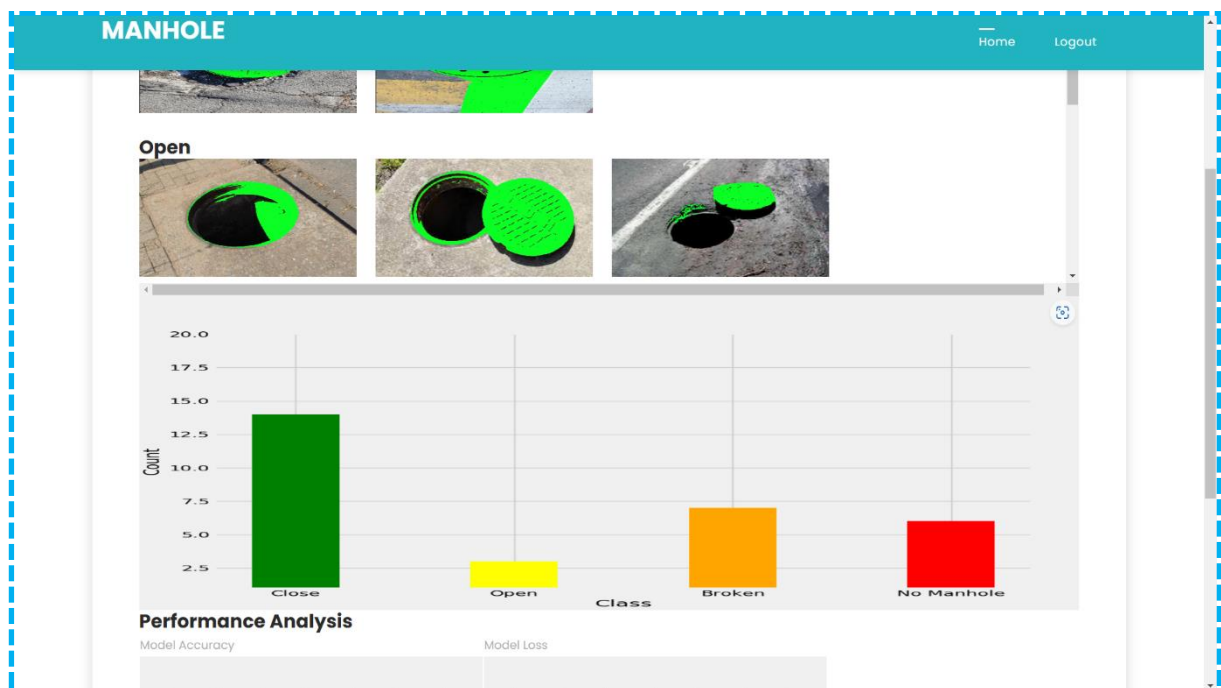 MANHOLE
Home Logout
Open
20.0
17.5
15.0
12.5
10.0
7.5
5.0
2.5
Count
Close Open Broken No Manhole
Class
Performance Analysis
Model Accuracy Model Loss